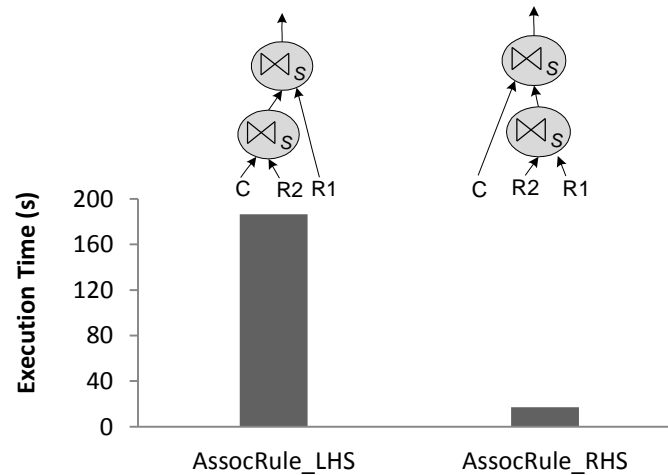 S
S
S
S
C
R2
R1
C
R2
R1
Execution Time (s)
200
160
120
80
40
0
AssocRule_LHS
AssocRule_RHS